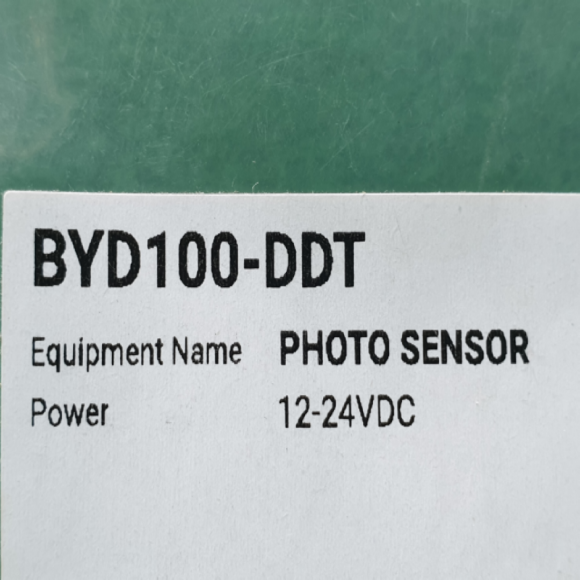 BYD100-DDT
Equipment Name PHOTO SENSOR
Power 12-24VDC